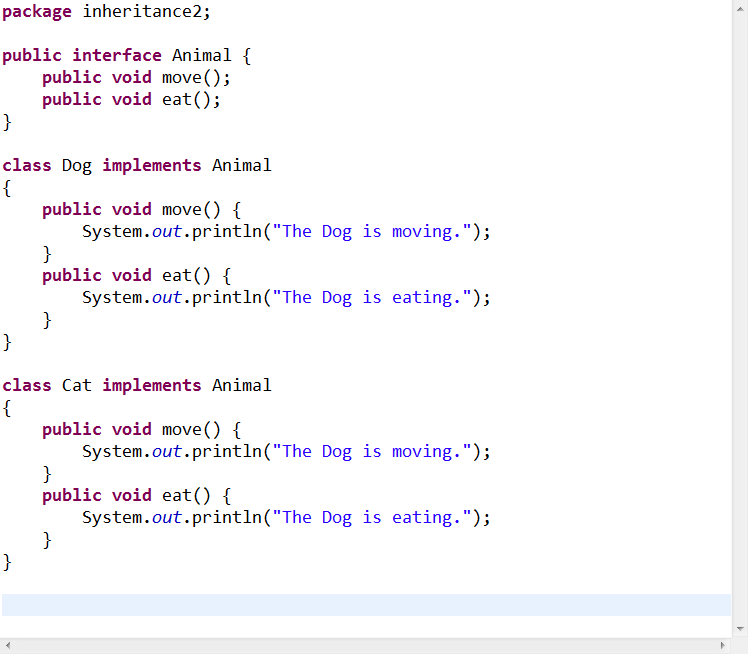 package inheritance2;
public interface Animal {
    public void move();
    public void eat();
}
class Dog implements Animal
{
    public void move() {
        System.out.println("The Dog is moving.");
    }
    public void eat() {
        System.out.println("The Dog is eating.");
    }
}
class Cat implements Animal
{
    public void move() {
        System.out.println("The Dog is moving.");
    }
    public void eat() {
        System.out.println("The Dog is eating.");
    }
}